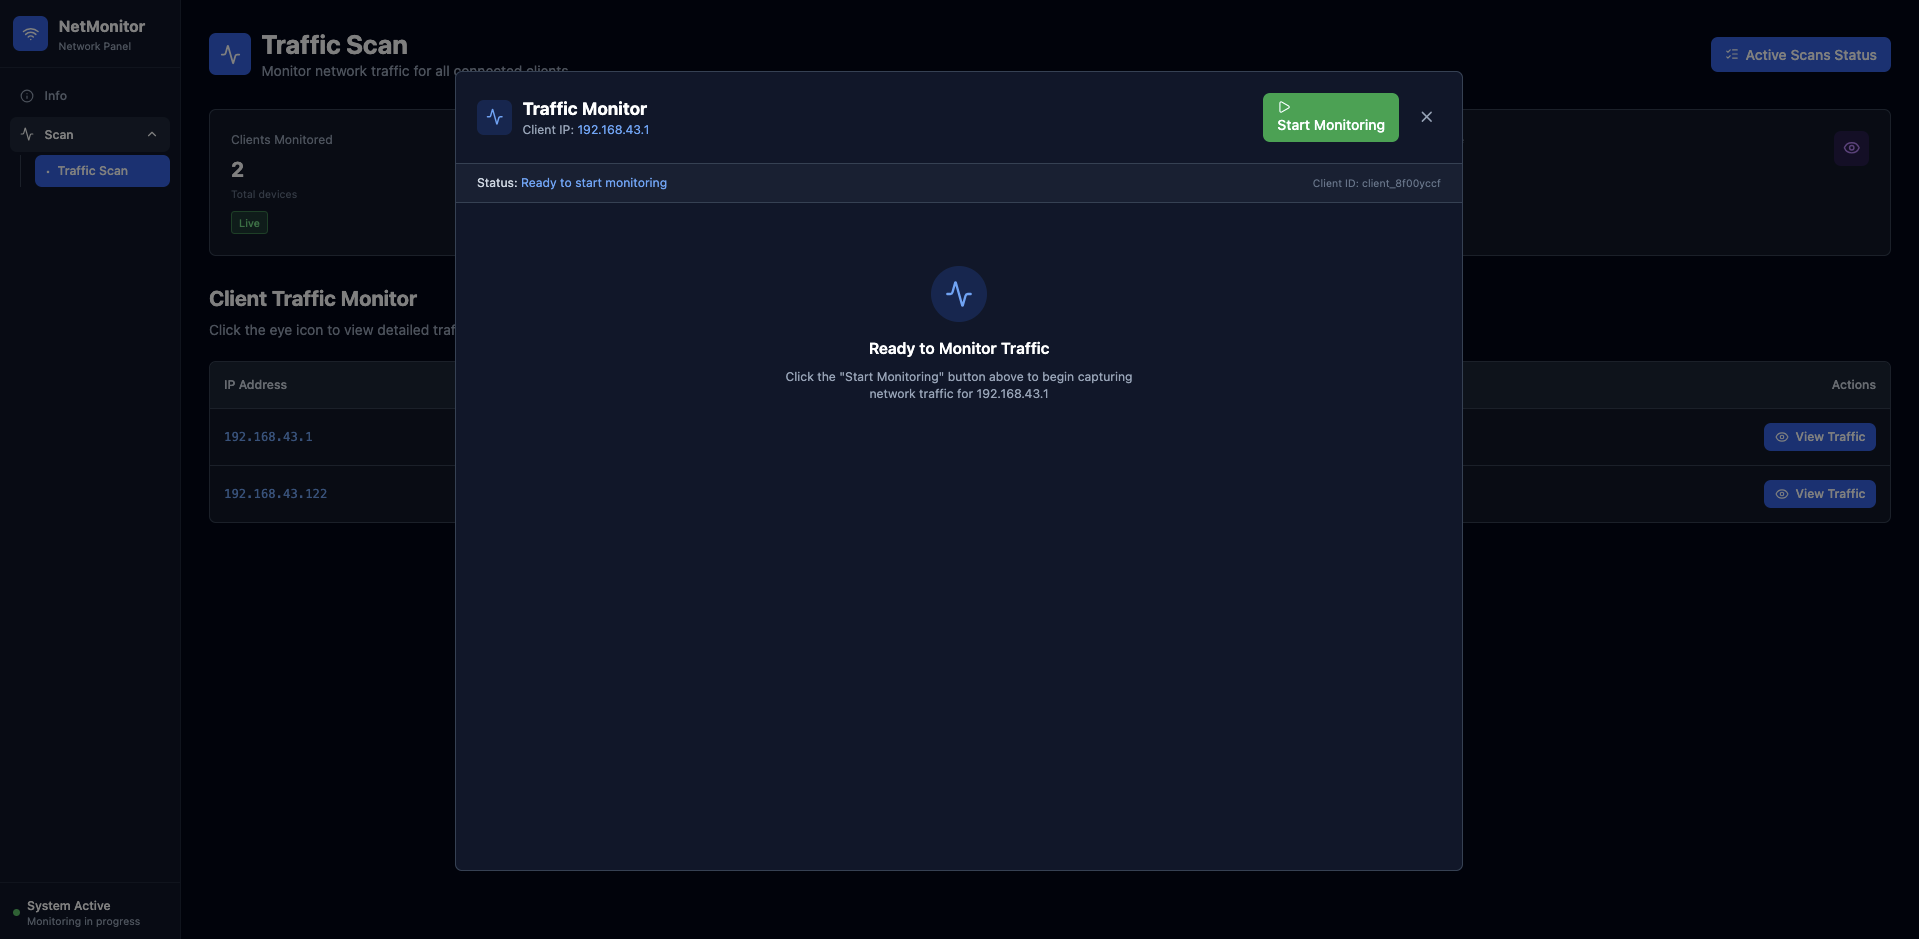 NetMonitor
Network Panel
Info
Scan
Traffic Scan
System Active
Monitoring in progress
Traffic Scan
Monitor network traffic for all connected clients
Active Scans Status
Clients Monitored
2
Total devices
Live
Client Traffic Monitor
Click the eye icon to view detailed traf
IP Address
Actions
192.168.43.1
View Traffic
192.168.43.122
View Traffic
Traffic Monitor
Client IP: 192.168.43.1
Start Monitoring
Status: Ready to start monitoring
Client ID: client_8f00yccf
Ready to Monitor Traffic
Click the "Start Monitoring" button above to begin capturing
network traffic for 192.168.43.1